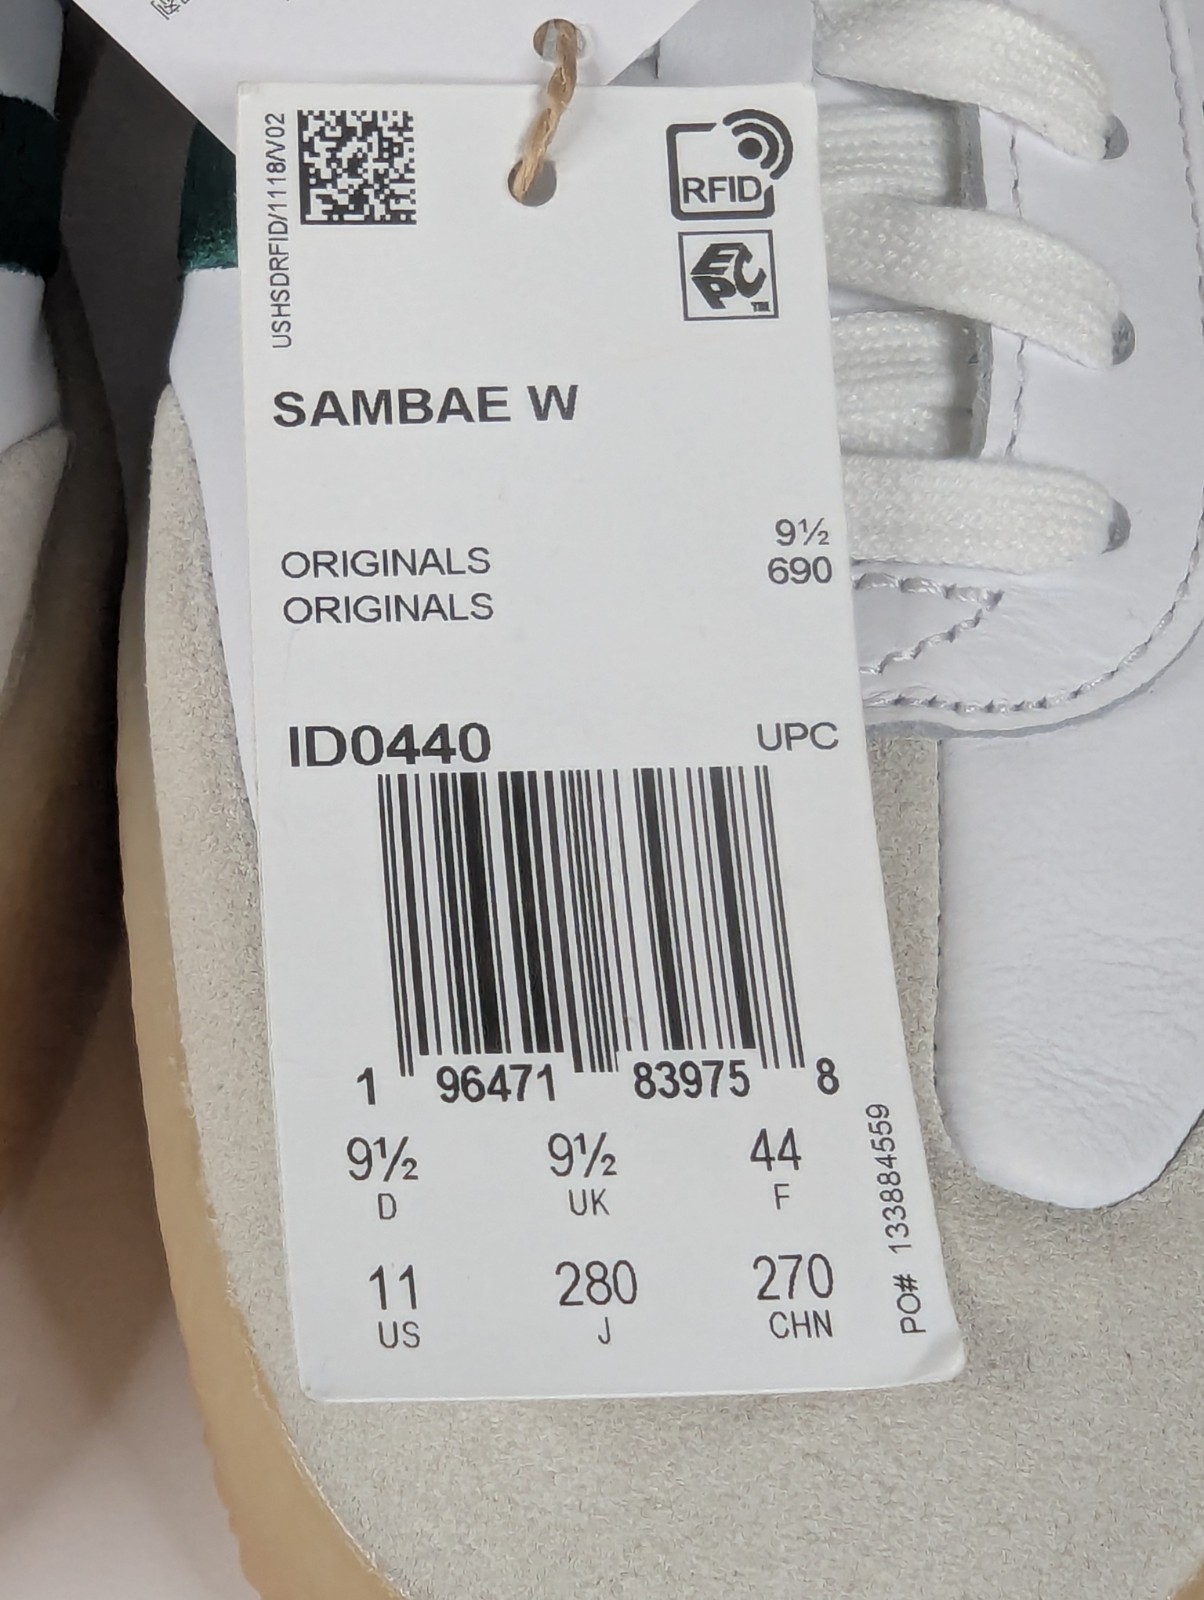 USHSDRFID/1118/V02
RFID
EPC™
SAMBAE W
9½
ORIGINALS 690
ORIGINALS
ID0440 UPC
1 96471 83975 8
9½ 9½ 44
D UK F
11 280 270
US J CHN
PO# 133884559